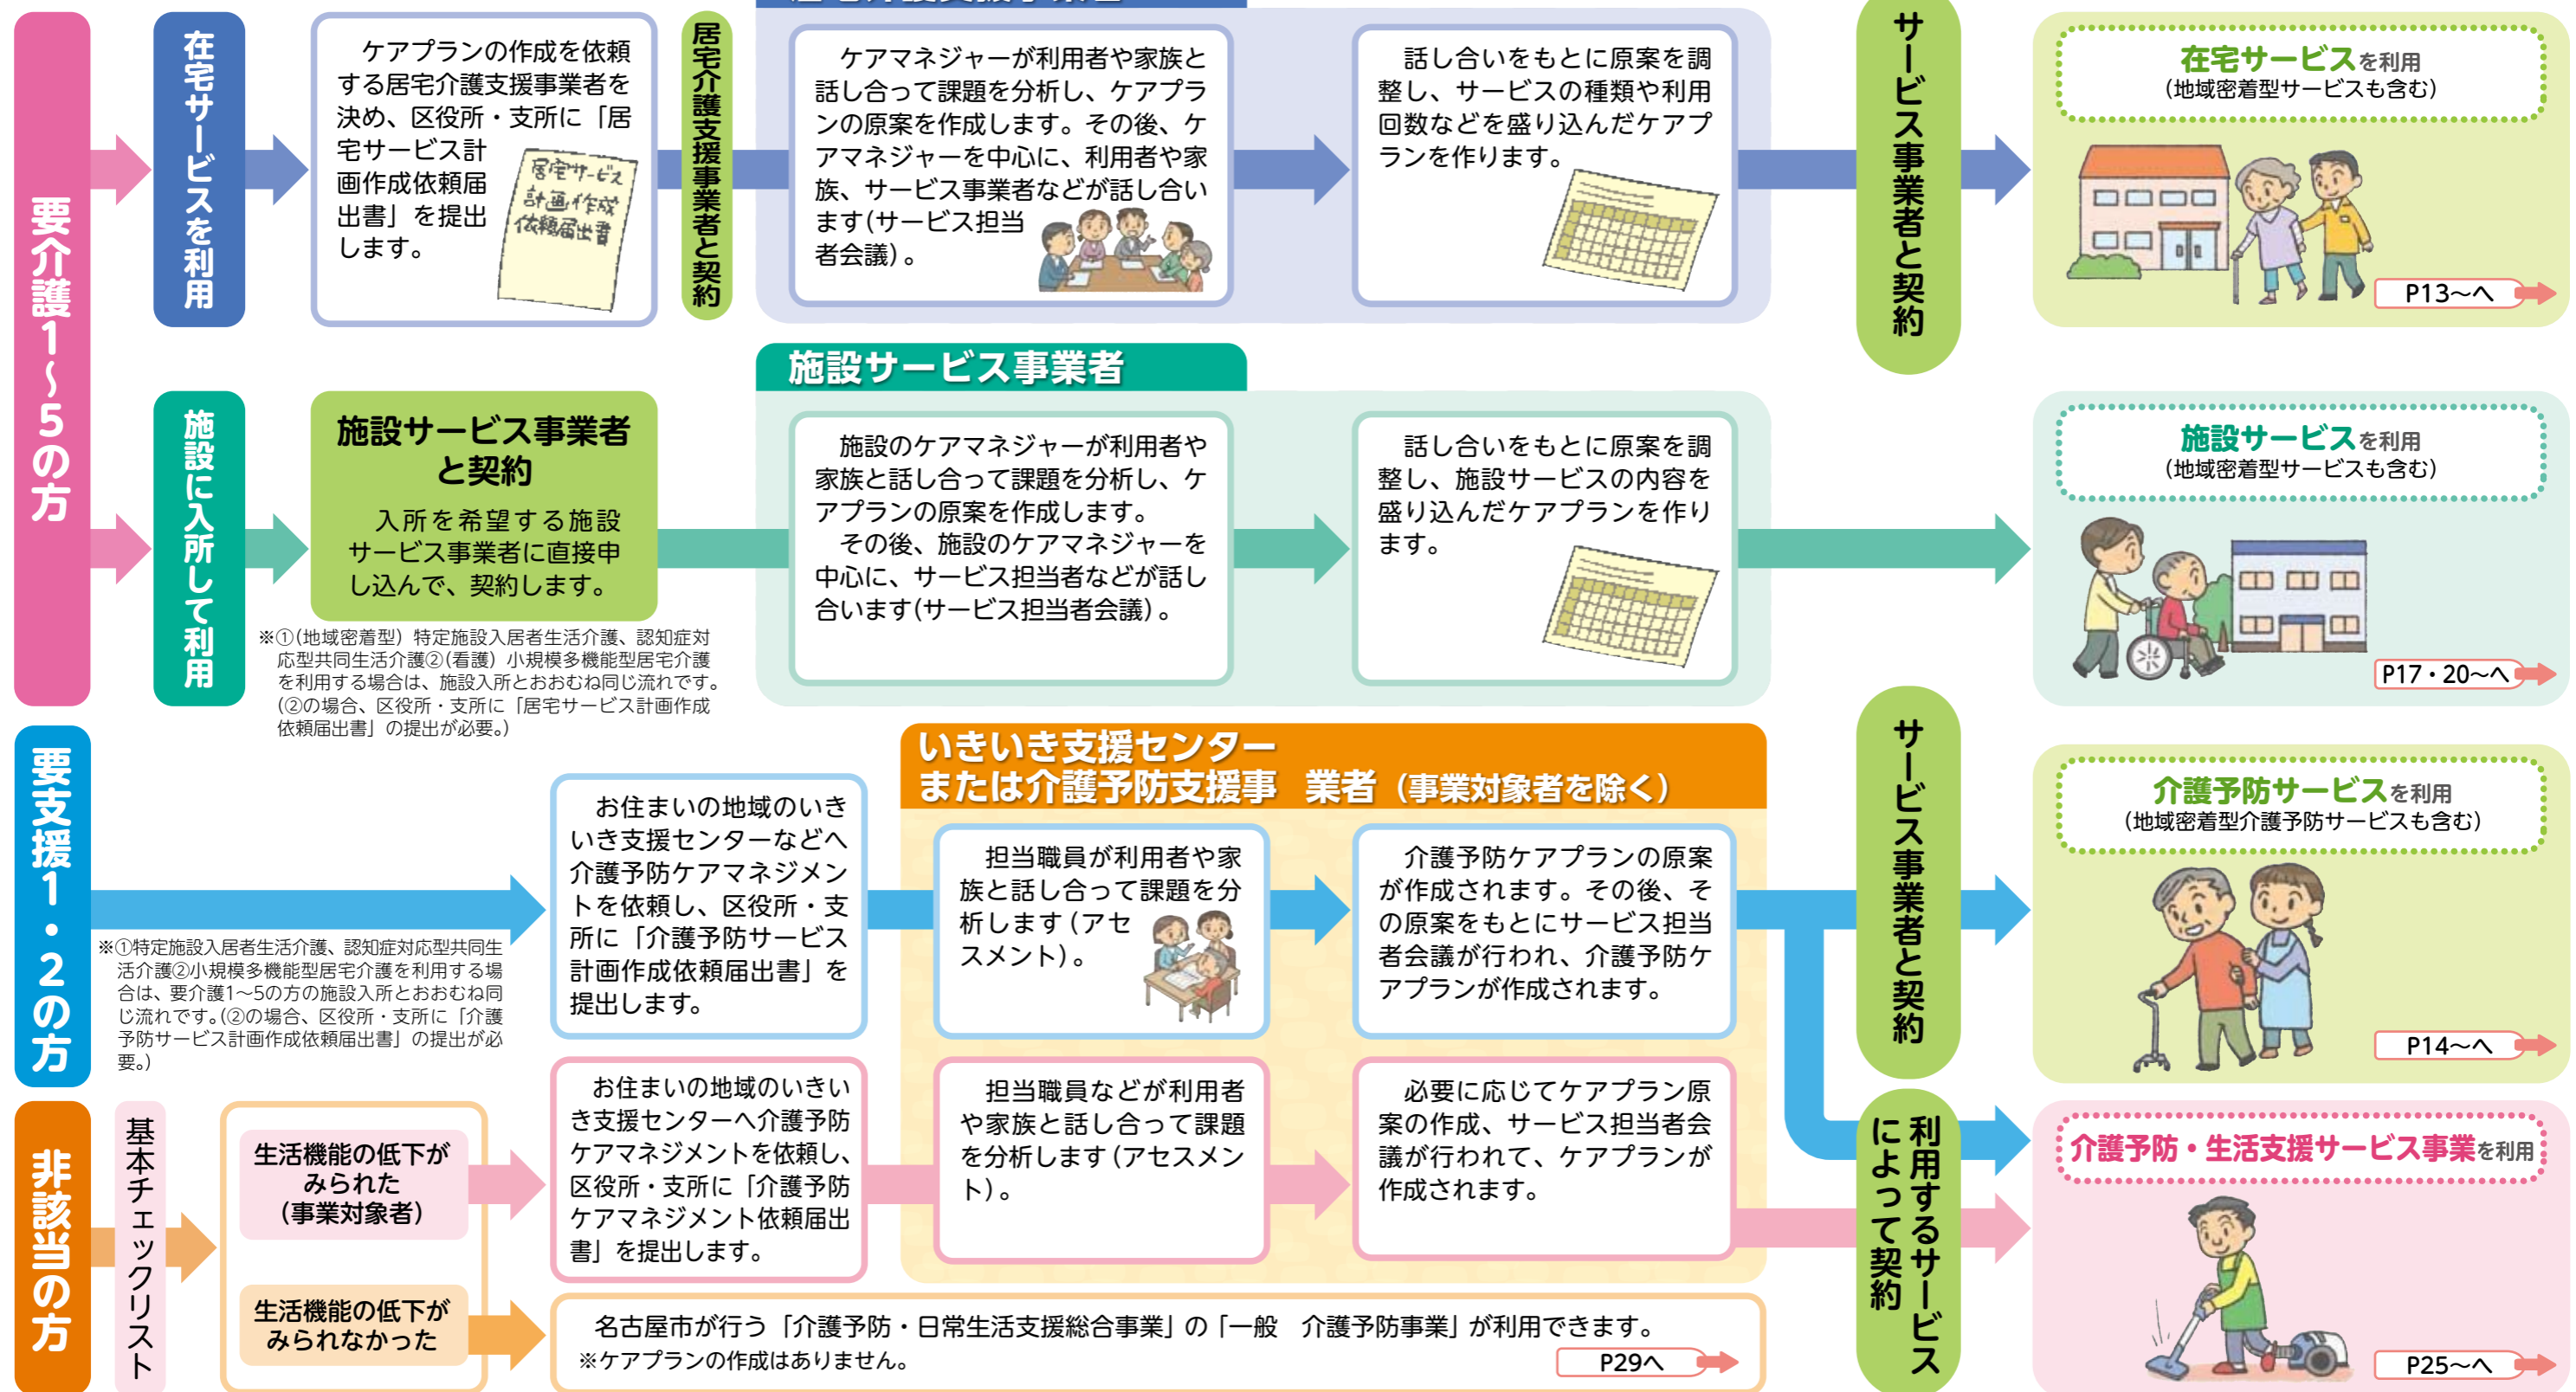 要介護1～5の方
在宅サービスを利用
ケアプランの作成を依頼
する居宅介護支援事業者を
決め、区役所・支所に「居
宅サービス計
画作成依頼届
出書」を提出
します。
居宅サービス
計画作成
依頼届出書
居宅介護支援事業者と契約
ケアマネジャーが利用者や家族と
話し合って課題を分析し、ケアプラ
ンの原案を作成します。その後、ケ
アマネジャーを中心に、利用者や家
族、サービス事業者などが話し合い
ます(サービス担当
者会議)。
話し合いをもとに原案を調
整し、サービスの種類や利用
回数などを盛り込んだケアプ
ランを作ります。
サービス事業者と契約
在宅サービスを利用
(地域密着型サービスも含む)
P13～へ
施設に入所して利用
施設サービス事業者
と契約
入所を希望する施設
サービス事業者に直接申
し込んで、契約します。
※①(地域密着型) 特定施設入居者生活介護、認知症対
応型共同生活介護②(看護) 小規模多機能型居宅介護
を利用する場合は、施設入所とおおむね同じ流れです。
(②の場合、区役所・支所に「居宅サービス計画作成
依頼届出書」の提出が必要。)
施設サービス事業者
施設のケアマネジャーが利用者や
家族と話し合って課題を分析し、ケ
アプランの原案を作成します。
その後、施設のケアマネジャーを
中心に、サービス担当者などが話し
合います(サービス担当者会議)。
話し合いをもとに原案を調
整し、施設サービスの内容を
盛り込んだケアプランを作り
ます。
施設サービスを利用
(地域密着型サービスも含む)
P17・20～へ
要支援1・2の方
※①特定施設入居者生活介護、認知症対応型共同生
活介護②小規模多機能型居宅介護を利用する場
合は、要介護1～5の方の施設入所とおおむね同
じ流れです。(②の場合、区役所・支所に「介護
予防サービス計画作成依頼届出書」の提出が必
要。)
お住まいの地域のいき
いき支援センターなどへ
介護予防ケアマネジメン
トを依頼し、区役所・支
所に「介護予防サービス
計画作成依頼届出書」を
提出します。
いきいき支援センター
または介護予防支援事　業者（事業対象者を除く）
担当職員が利用者や家
族と話し合って課題を分
析します(アセ
スメント)。
介護予防ケアプランの原案
が作成されます。その後、そ
の原案をもとにサービス担当
者会議が行われ、介護予防ケ
アプランが作成されます。
サービス事業者と契約
介護予防サービスを利用
(地域密着型介護予防サービスも含む)
P14～へ
非該当の方
基本チェックリスト
生活機能の低下が
みられた
(事業対象者)
お住まいの地域のいきい
き支援センターへ介護予防
ケアマネジメントを依頼し、
区役所・支所に「介護予防
ケアマネジメント依頼届出
書」を提出します。
担当職員などが利用者
や家族と話し合って課題
を分析します(アセスメン
ト)。
必要に応じてケアプラン原
案の作成、サービス担当者会
議が行われて、ケアプランが
作成されます。
利用するサービス
によって契約
介護予防・生活支援サービス事業を利用
P25～へ
生活機能の低下が
みられなかった
名古屋市が行う「介護予防・日常生活支援総合事業」の「一般　介護予防事業」が利用できます。
※ケアプランの作成はありません。
P29へ